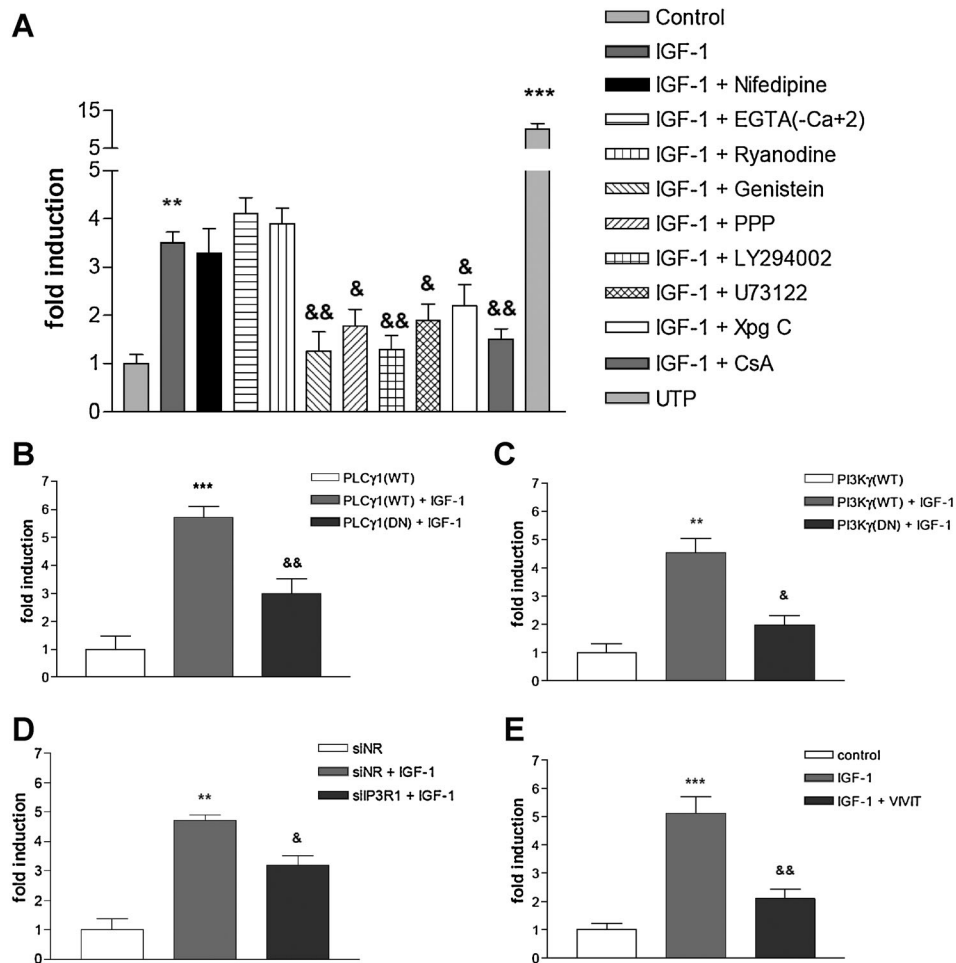 A
fold induction
15
5
5
4
3
2
1
0
**
&&
&
&&
&
&
&&
***
Control
IGF-1
IGF-1 + Nifedipine
IGF-1 + EGTA(-Ca+2)
IGF-1 + Ryanodine
IGF-1 + Genistein
IGF-1 + PPP
IGF-1 + LY294002
IGF-1 + U73122
IGF-1 + Xpg C
IGF-1 + CsA
UTP
B
fold induction
7
6
5
4
3
2
1
0
***
&&
PLCγ1(WT)
PLCγ1(WT) + IGF-1
PLCγ1(DN) + IGF-1
C
fold induction
7
6
5
4
3
2
1
0
**
&
PI3Kγ(WT)
PI3Kγ(WT) + IGF-1
PI3Kγ(DN) + IGF-1
D
fold induction
7
6
5
4
3
2
1
0
**
&
siNR
siNR + IGF-1
siIP3R1 + IGF-1
E
fold induction
7
6
5
4
3
2
1
0
***
&&
control
IGF-1
IGF-1 + VIVIT